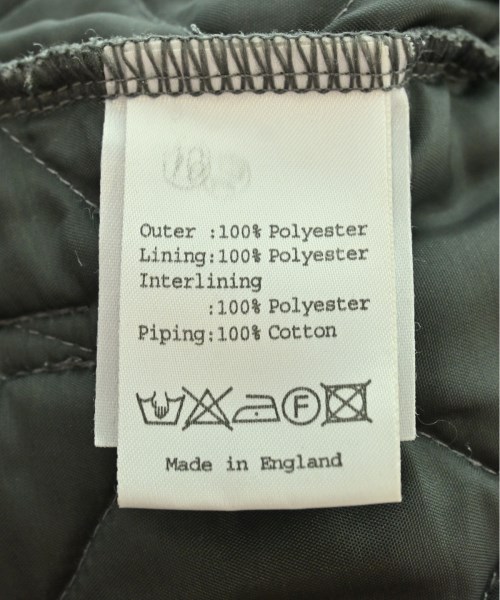 Outer :100% Polyester
Lining:100% Polyester
Interlining
:100% Polyester
Piping:100% Cotton
F
Made in England